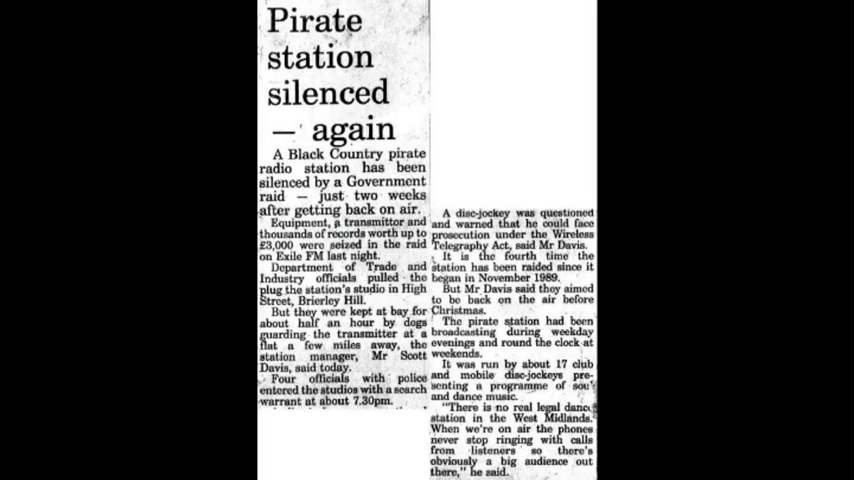 Pirate
station
silenced
— again
A Black Country pirate
radio station has been
silenced by a Government
raid — just two weeks
after getting back on air.
Equipment, a transmittor and
thousands of records worth up to
£3,000 were seized in the raid
on Exile FM last night.
Department of Trade and
Industry officials pulled the
plug the station's studio in High
Street, Brierley Hill.
But they were kept at bay for
about half an hour by dogs
guarding the transmitter at a
flat a few miles away, the
station manager, Mr Scott
Davis, said today.
Four officials with police
entered the studios with a search
warrant at about 7.30pm.
A disc-jockey was questioned
and warned that he could face
prosecution under the Wireless
Telegraphy Act, said Mr Davis.
It is the fourth time the
station has been raided since it
began in November 1989.
But Mr Davis said they aimed
to be back on the air before
Christmas.
The pirate station had been
broadcasting during weekday
evenings and round the clock at
weekends.
It was run by about 17 club
and mobile disc-jockeys pre-
senting a programme of soul
and dance music.
"There is no real legal dance
station in the West Midlands.
When we're on air the phones
never stop ringing with calls
from listeners so there's
obviously a big audience out
there," he said.